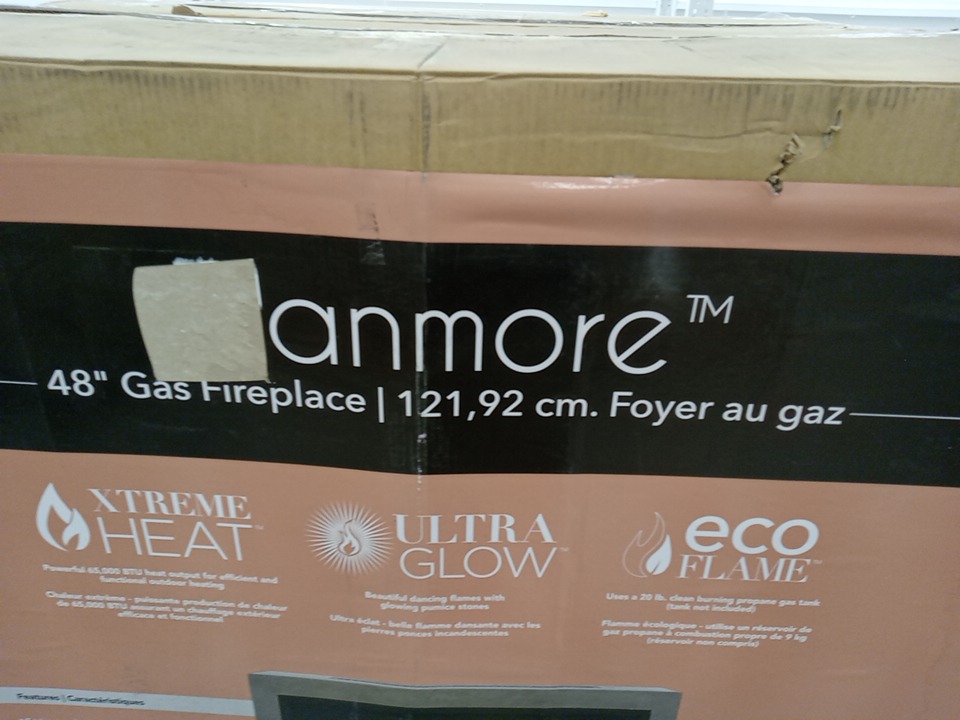 anmore™
48" Gas Fireplace | 121,92 cm. Foyer au gaz
XTREME
HEAT™
Powerful 65,000 BTU heat output for efficient and
functional outdoor heating
Chaleur extrême - puissante production de chaleur
de 65,000 BTU assurant un chauffage extérieur
efficace et fonctionnel
ULTRA
GLOW™
Beautiful dancing flames with
glowing pumice stones
Ultra éclat - belle flamme dansante avec les
pierres ponces incandescentes
eco
FLAME™
Uses a 20 lb. clean burning propane gas tank
(tank not included)
Flamme écologique - utilise un réservoir de
gaz propane à combustion propre de 9 kg
(réservoir non compris)
Features | Caractéristiques